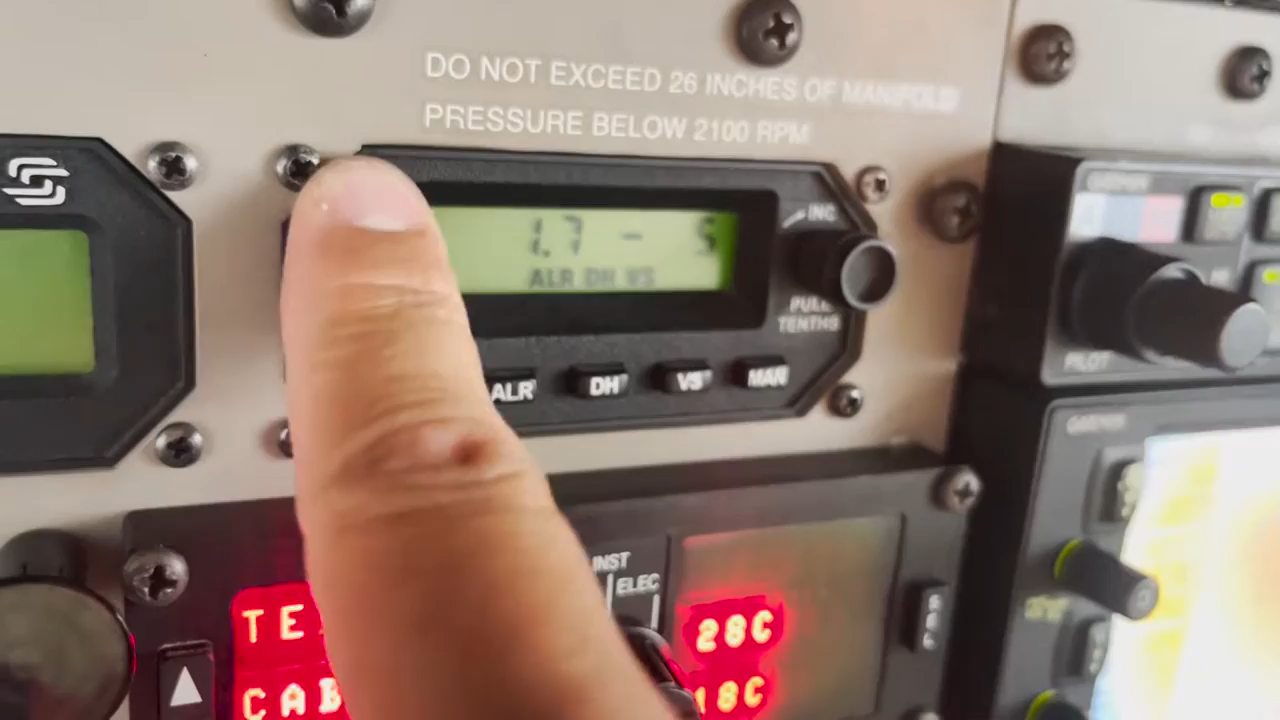 DO NOT EXCEED 26 INCHES OF MANIFOLD
PRESSURE BELOW 2100 RPM
1.7 - 5
ALR DH VS
INC
PULL
TENTHS
ALR DH VS MAN
PILOT
GARMIN
INST
ELEC
TE
28C
CAB
18C